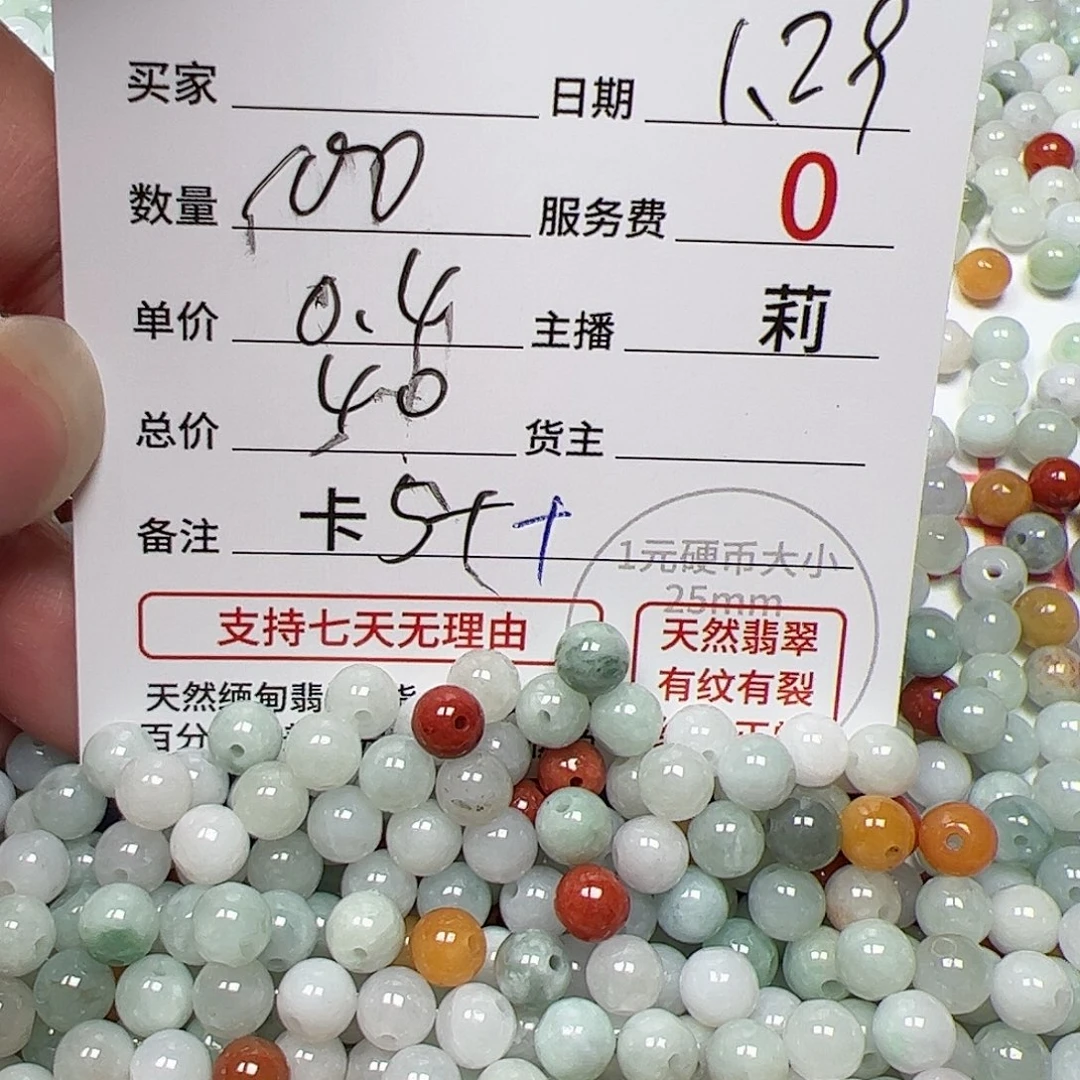 买家 日期 1.29
数量 100 服务费 0
单价 0.4 主播 莉
总价 40 货主
备注 卡
1元硬币大小
25mm
支持七天无理由
天然翡翠
有纹有裂
天然缅甸翡
百分